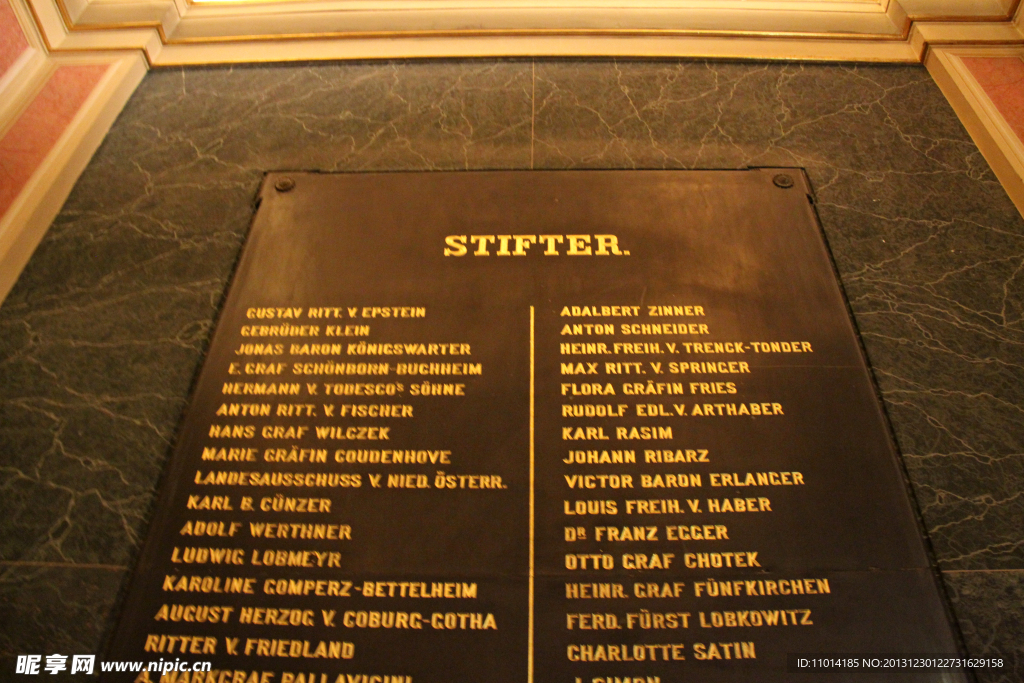 STIFTER.
GUSTAV RITT. V. EPSTEIN
GEBRÜDER KLEIN
JONAS BARON KÖNIGSWARTER
E. GRAF SCHÖNBORN-BUCHHEIM
HERMANN V. TODESCO'S SÖHNE
ANTON RITT. V. FISCHER
HANS GRAF WILCZEK
MARIE GRÄFIN COUDENHOVE
LANDESAUSSCHUSS V. NIED. ÖSTERR.
KARL B. GÜNZER
ADOLF WERTHNER
LUDWIG LOBMEYR
KAROLINE GOMPERZ-BETTELHEIM
AUGUST HERZOG V. COBURG-GOTHA
RITTER V. FRIEDLAND
A. MARKGRAF PALLAVICINI
ADALBERT ZINNER
ANTON SCHNEIDER
HEINR. FREIH. V. TRENCK-TONDER
MAX RITT. V. SPRINGER
FLORA GRÄFIN FRIES
RUDOLF EDL. V. ARTHABER
KARL RASIM
JOHANN RIBARZ
VICTOR BARON ERLANGER
LOUIS FREIH. V. HABER
DR FRANZ EGGER
OTTO GRAF CHOTEK
HEINR. GRAF FÜNFKIRCHEN
FERD. FÜRST LOBKOWITZ
CHARLOTTE SATIN
J. SIMON
昵享网 www.nipic.cn
ID:11014185 NO:20131230122731629158